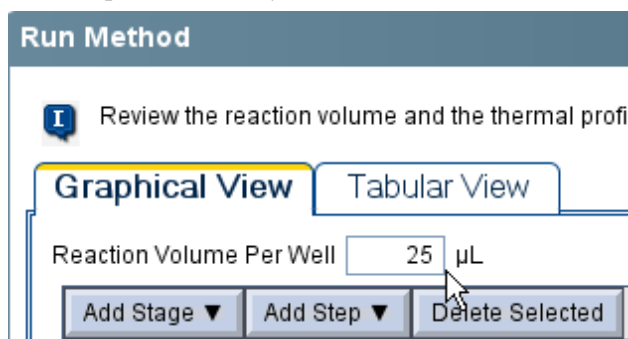 Run Method
Review the reaction volume and the thermal profi
Graphical View Tabular View
Reaction Volume Per Well 25 µL
Add Stage ▼ Add Step ▼ Delete Selected